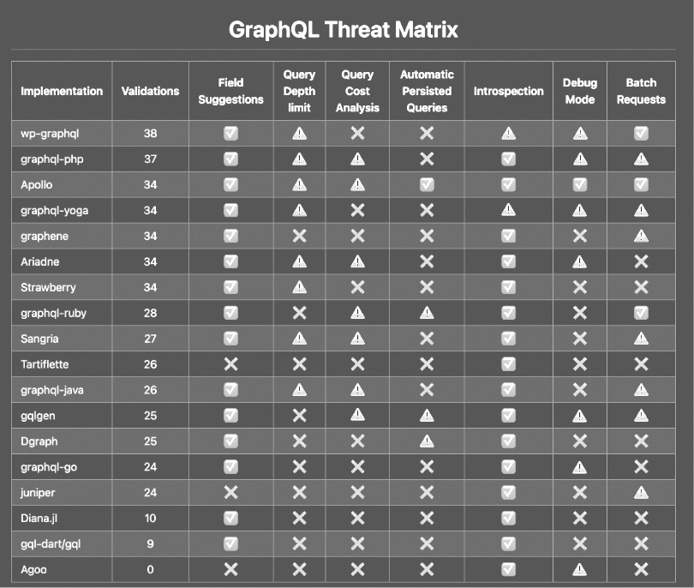 GraphQL Threat Matrix
Implementation Validations Field Suggestions Query Depth limit Query Cost Analysis Automatic Persisted Queries Introspection Debug Mode Batch Requests
wp-graphql 38 ✅ ⚠️ ❌ ❌ ⚠️ ⚠️ ✅
graphql-php 37 ✅ ⚠️ ⚠️ ❌ ✅ ⚠️ ⚠️
Apollo 34 ✅ ⚠️ ⚠️ ✅ ✅ ✅ ✅
graphql-yoga 34 ✅ ⚠️ ❌ ❌ ⚠️ ⚠️ ⚠️
graphene 34 ✅ ❌ ❌ ❌ ✅ ❌ ⚠️
Ariadne 34 ✅ ⚠️ ⚠️ ❌ ✅ ⚠️ ❌
Strawberry 34 ✅ ⚠️ ❌ ❌ ✅ ❌ ❌
graphql-ruby 28 ✅ ❌ ⚠️ ⚠️ ✅ ❌ ✅
Sangria 27 ✅ ⚠️ ⚠️ ❌ ✅ ❌ ⚠️
Tartiflette 26 ❌ ❌ ❌ ❌ ✅ ❌ ❌
graphql-java 26 ✅ ⚠️ ⚠️ ❌ ✅ ❌ ⚠️
gqlgen 25 ✅ ❌ ⚠️ ⚠️ ✅ ⚠️ ⚠️
Dgraph 25 ✅ ❌ ❌ ⚠️ ✅ ❌ ❌
graphql-go 24 ✅ ❌ ❌ ❌ ✅ ⚠️ ❌
juniper 24 ❌ ❌ ❌ ❌ ✅ ❌ ⚠️
Diana.jl 10 ✅ ❌ ❌ ❌ ✅ ❌ ❌
gql-dart/gql 9 ✅ ❌ ❌ ❌ ✅ ❌ ❌
Agoo 0 ❌ ❌ ❌ ❌ ✅ ⚠️ ❌